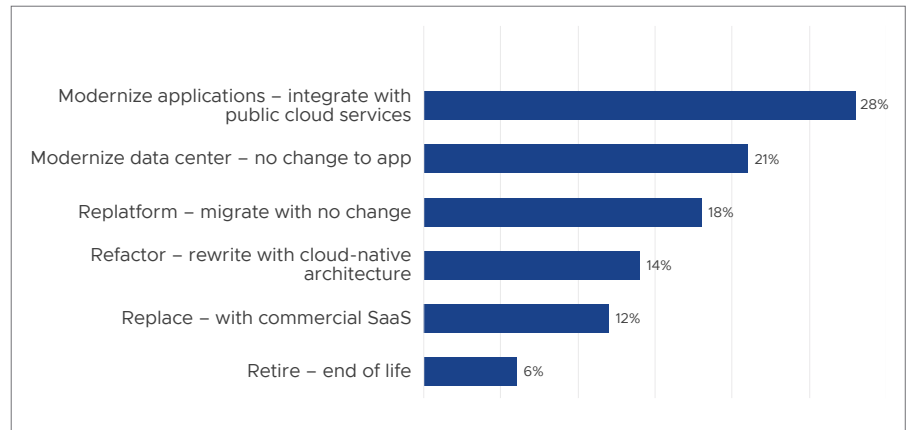 Modernize applications – integrate with
public cloud services
28%
Modernize data center – no change to app
21%
Replatform – migrate with no change
18%
Refactor – rewrite with cloud-native
architecture
14%
Replace – with commercial SaaS
12%
Retire – end of life
6%